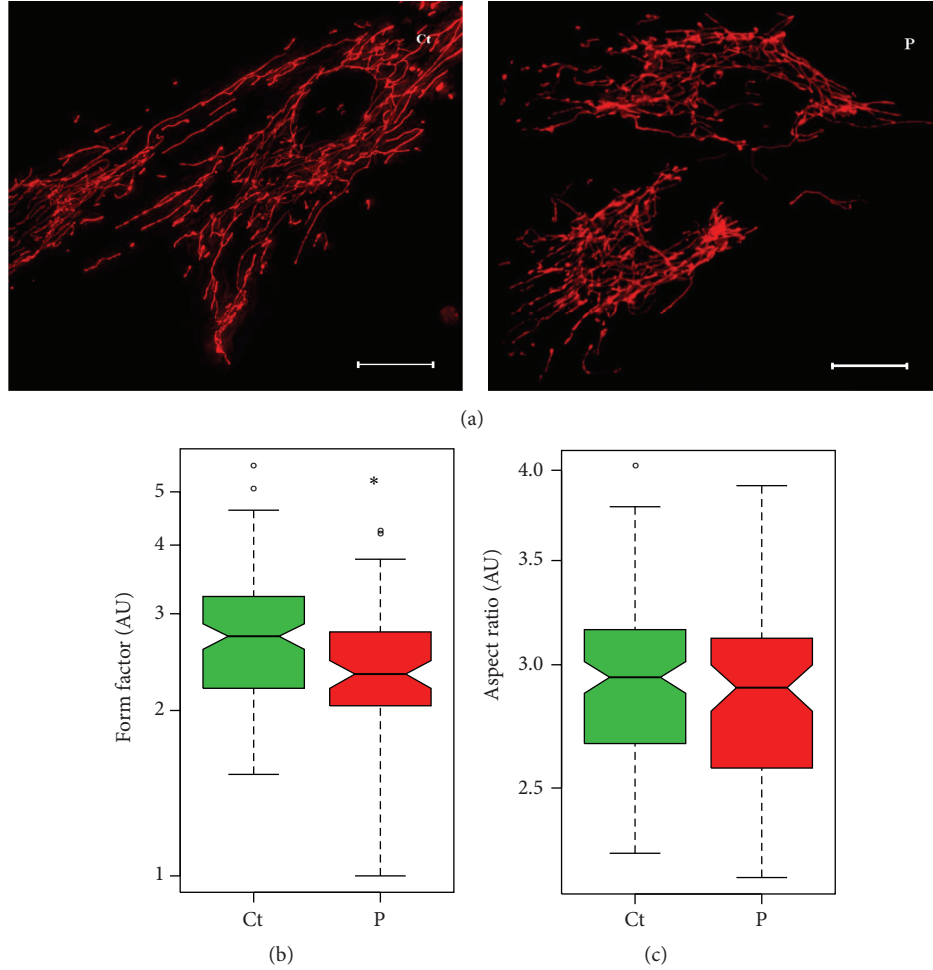 Ct
P
(a)
Form factor (AU)
5
4
3
2
1
*
Ct
P
(b)
Aspect ratio (AU)
4.0
3.5
3.0
2.5
Ct
P
(c)